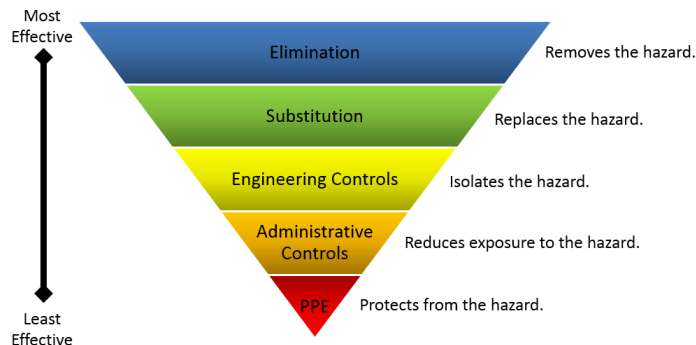 Most
Effective
Elimination
Removes the hazard.
Substitution
Replaces the hazard.
Engineering Controls
Isolates the hazard.
Administrative
Controls
Reduces exposure to the hazard.
PPE
Protects from the hazard.
Least
Effective